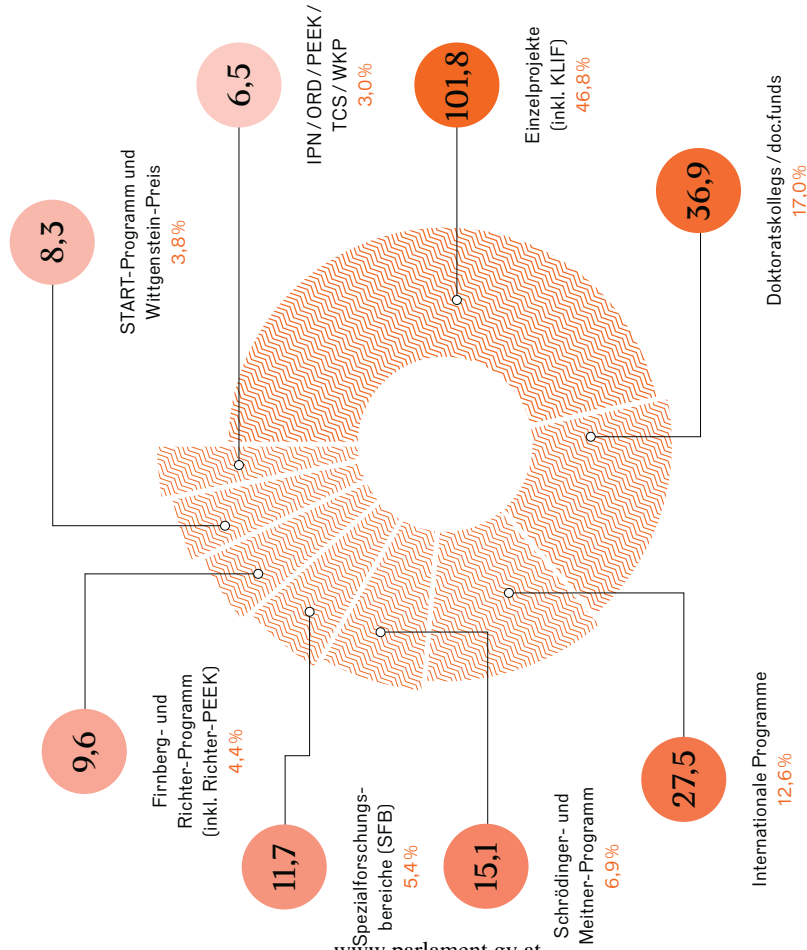 6,5
IPN / ORD / PEEK /
TCS / WKP
3,0%
101,8
Einzelprojekte
(inkl. KLIF)
46,8%
36,9
Doktoratskollegs / doc.funds
17,0%
27,5
Internationale Programme
12,6%
15,1
Schrödinger- und
Meitner-Programm
6,9%
11,7
Spezialforschungs-
bereiche (SFB)
5,4%
9,6
Firnberg- und
Richter-Programm
(inkl. Richter-PEEK)
4,4%
8,3
START-Programm und
Wittgenstein-Preis
3,8%
www.parlament.gv.at